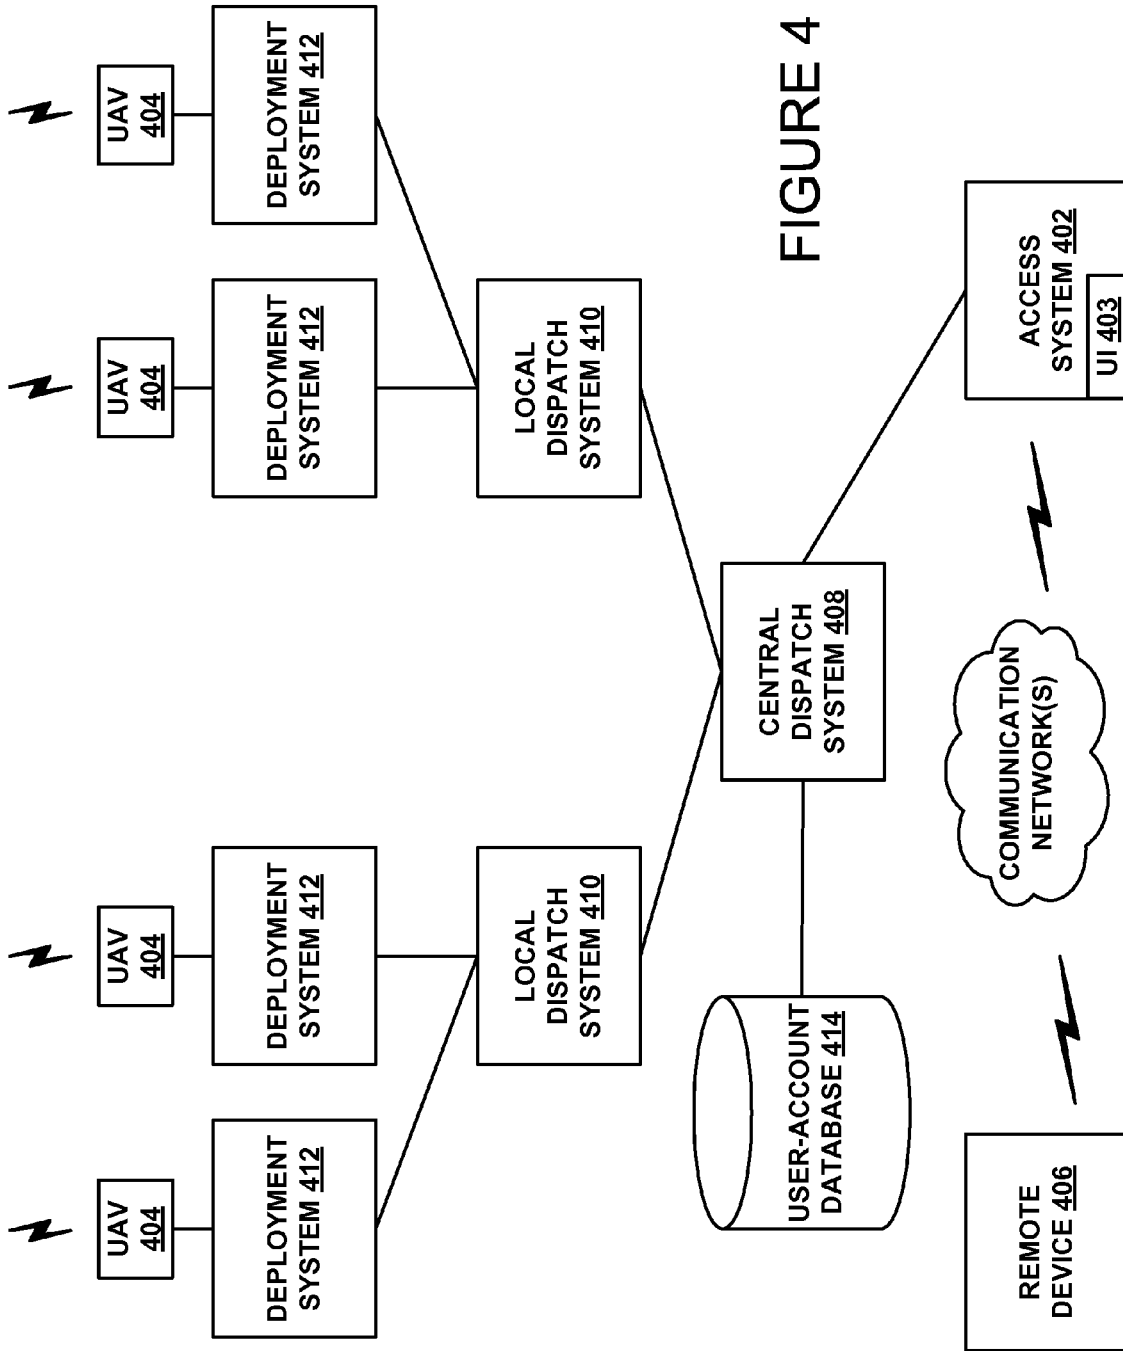 UAV
404
UAV
404
UAV
404
UAV
404
DEPLOYMENT
SYSTEM 412
DEPLOYMENT
SYSTEM 412
DEPLOYMENT
SYSTEM 412
DEPLOYMENT
SYSTEM 412
LOCAL
DISPATCH
SYSTEM 410
LOCAL
DISPATCH
SYSTEM 410
USER-ACCOUNT
DATABASE 414
CENTRAL
DISPATCH
SYSTEM 408
FIGURE 4
REMOTE
DEVICE 406
COMMUNICATION
NETWORK(S)
ACCESS
SYSTEM 402
UI 403